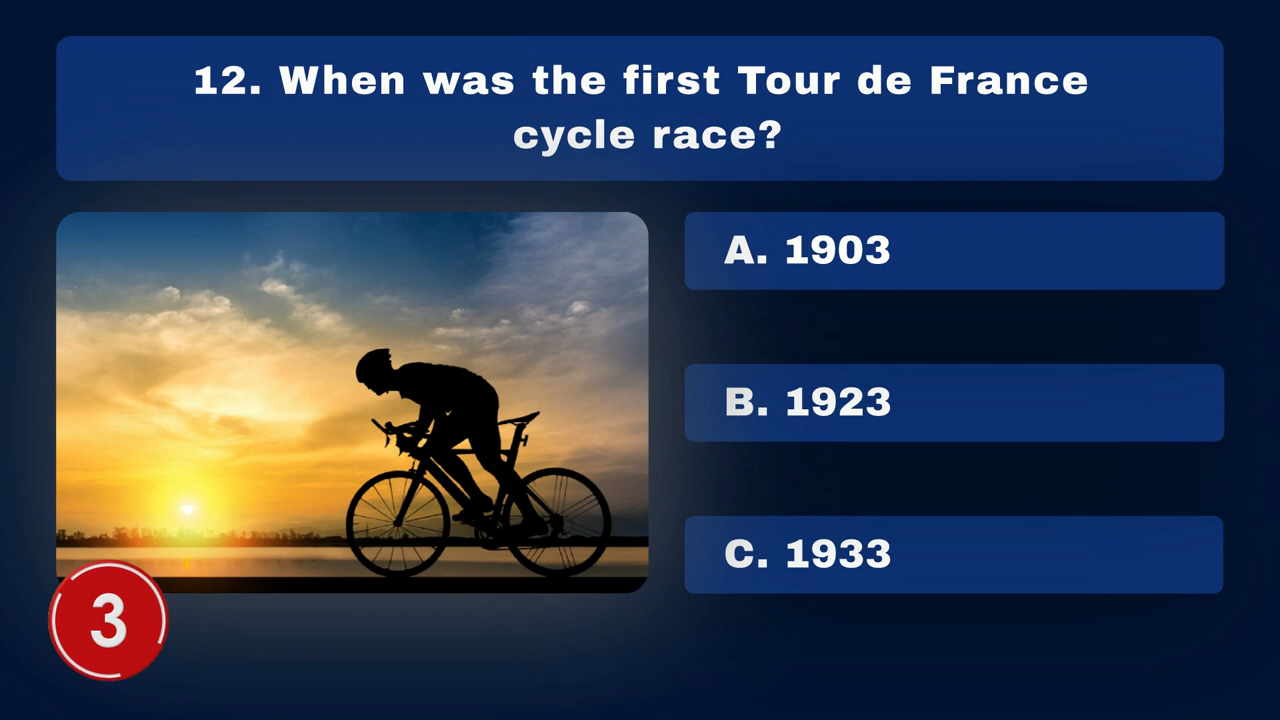 12. When was the first Tour de France
cycle race?
A. 1903
B. 1923
C. 1933
3